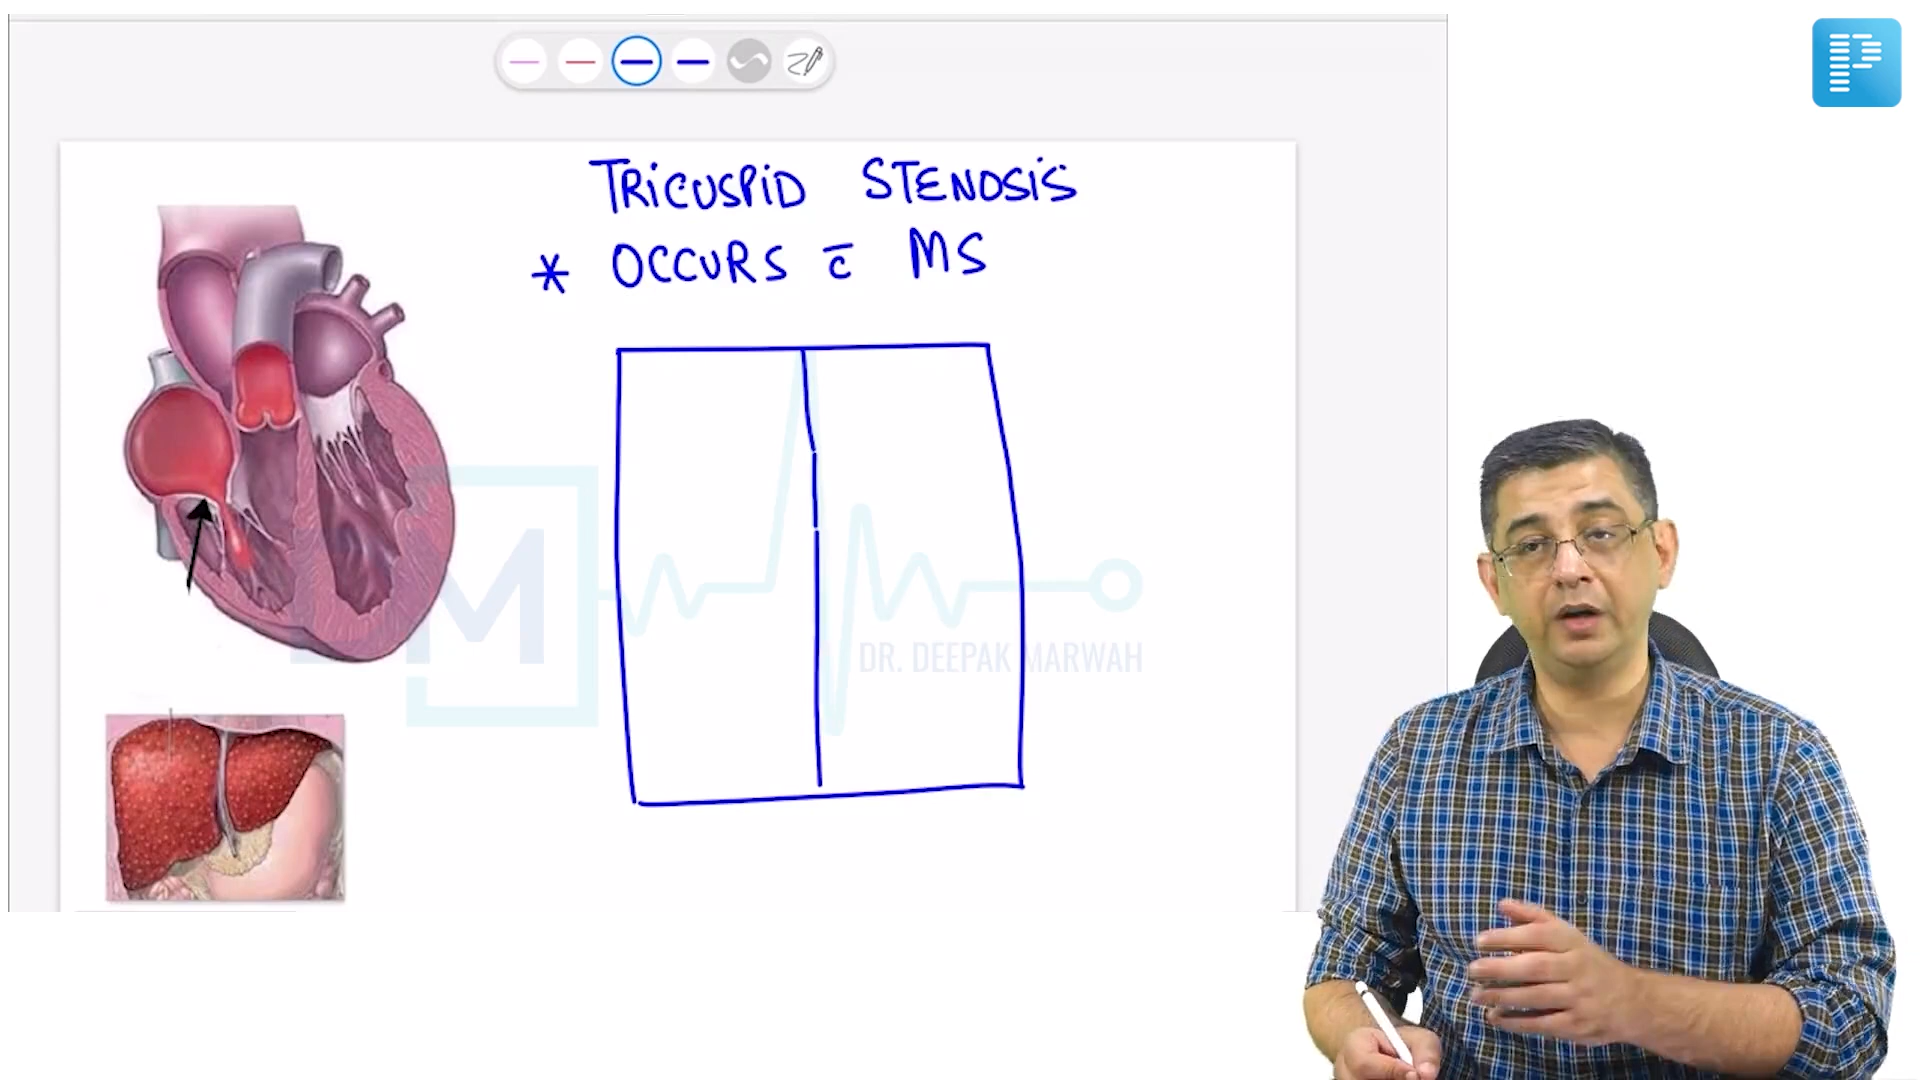 TRICUSPID STENOSIS
* OCCURS c̄ MS
M
DR. DEEPAK MARWAH
P